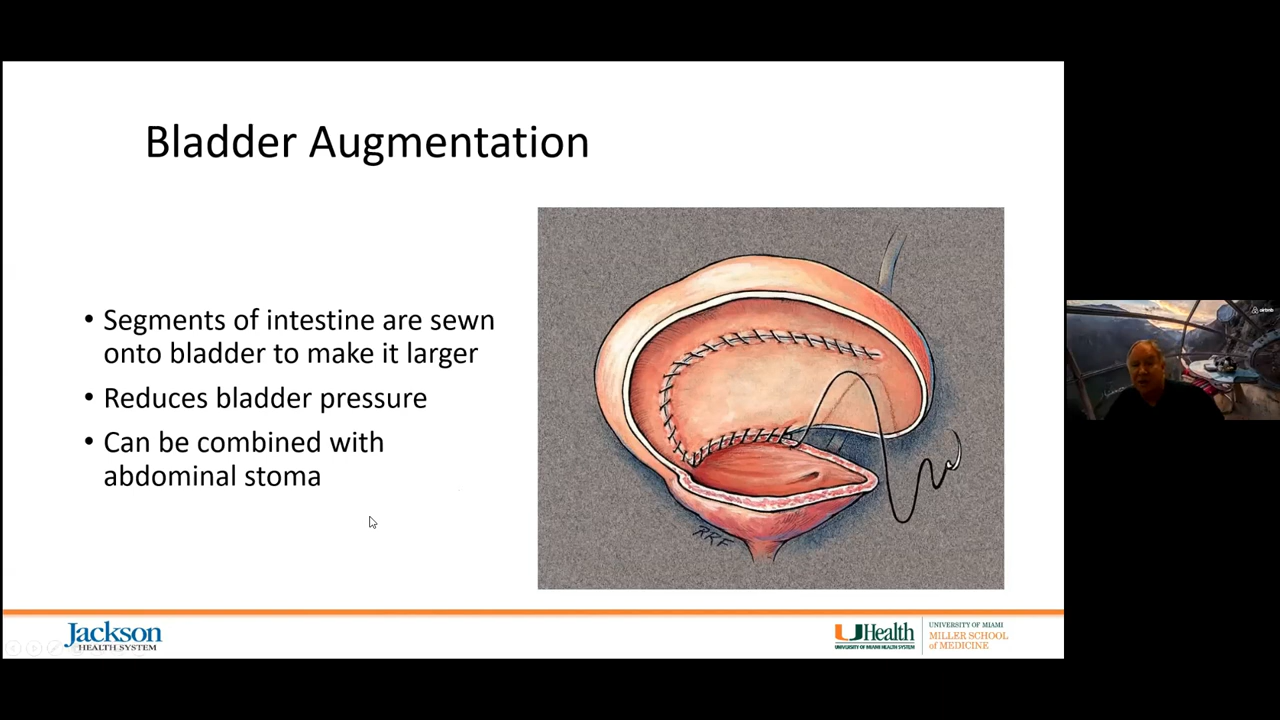 Bladder Augmentation
• Segments of intestine are sewn
onto bladder to make it larger
• Reduces bladder pressure
• Can be combined with
abdominal stoma
RRF
Jackson
HEALTH SYSTEM
UHealth
UNIVERSITY OF MIAMI HEALTH SYSTEM
UNIVERSITY OF MIAMI
MILLER SCHOOL
of MEDICINE
airbnb